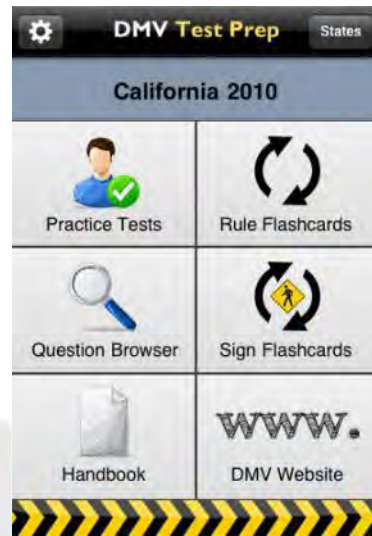 DMV Test Prep States
California 2010
Practice Tests Rule Flashcards
Question Browser Sign Flashcards
www.
Handbook DMV Website